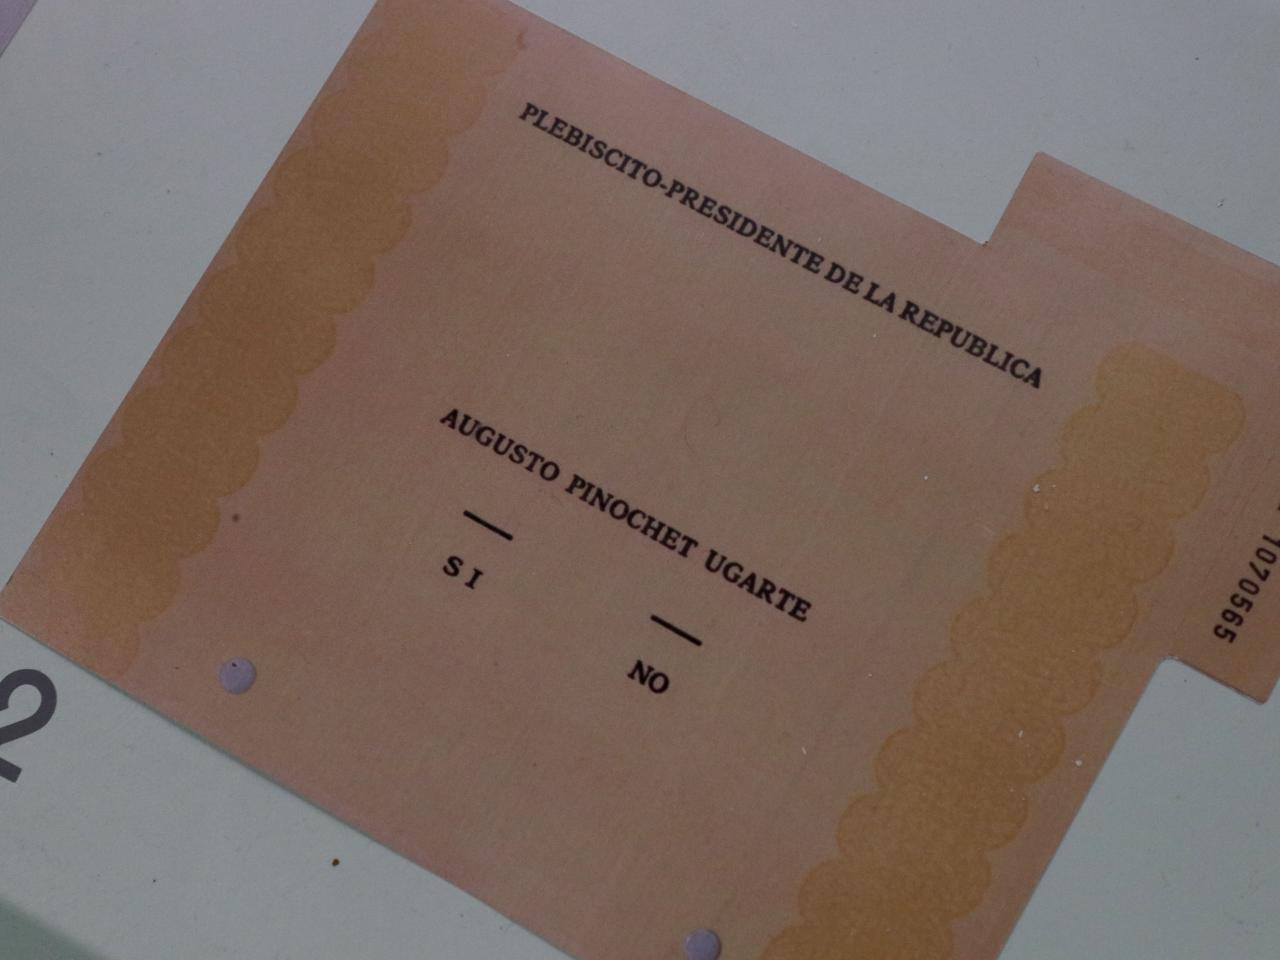 PLEBISCITO-PRESIDENTE DE LA REPUBLICA
AUGUSTO PINOCHET UGARTE
SI
NO
1070565
2